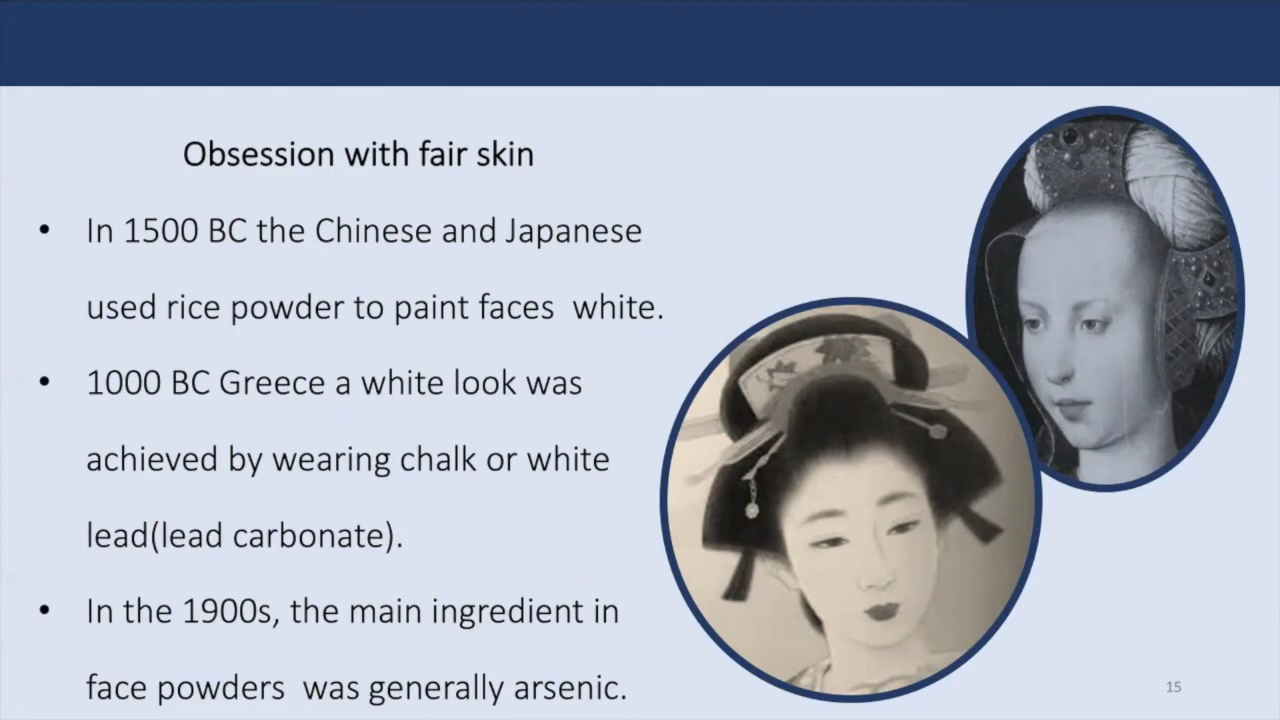 Obsession with fair skin
• In 1500 BC the Chinese and Japanese
used rice powder to paint faces  white.
• 1000 BC Greece a white look was
achieved by wearing chalk or white
lead(lead carbonate).
• In the 1900s, the main ingredient in
face powders  was generally arsenic.
15